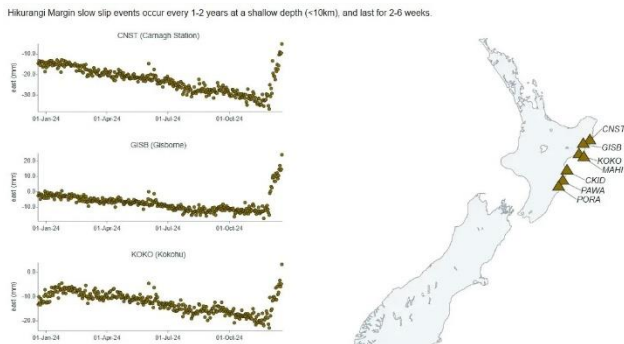 Hikurangi Margin slow slip events occur every 1-2 years at a shallow depth (<10km), and last for 2-6 weeks.
CNST (Carnagh Station)
east (mm)
-10.0
-20.0
-30.0
01-Jan-24
01-Apr-24
01-Jul-24
01-Oct-24
GISB (Gisborne)
east (mm)
20.0
10.0
0.0
-10.0
01-Jan-24
01-Apr-24
01-Jul-24
01-Oct-24
KOKO (Kokohu)
east (mm)
0.0
-10.0
-20.0
01-Jan-24
01-Apr-24
01-Jul-24
01-Oct-24
CNST
GISB
KOKO
MAHI
CKID
PAWA
PORA